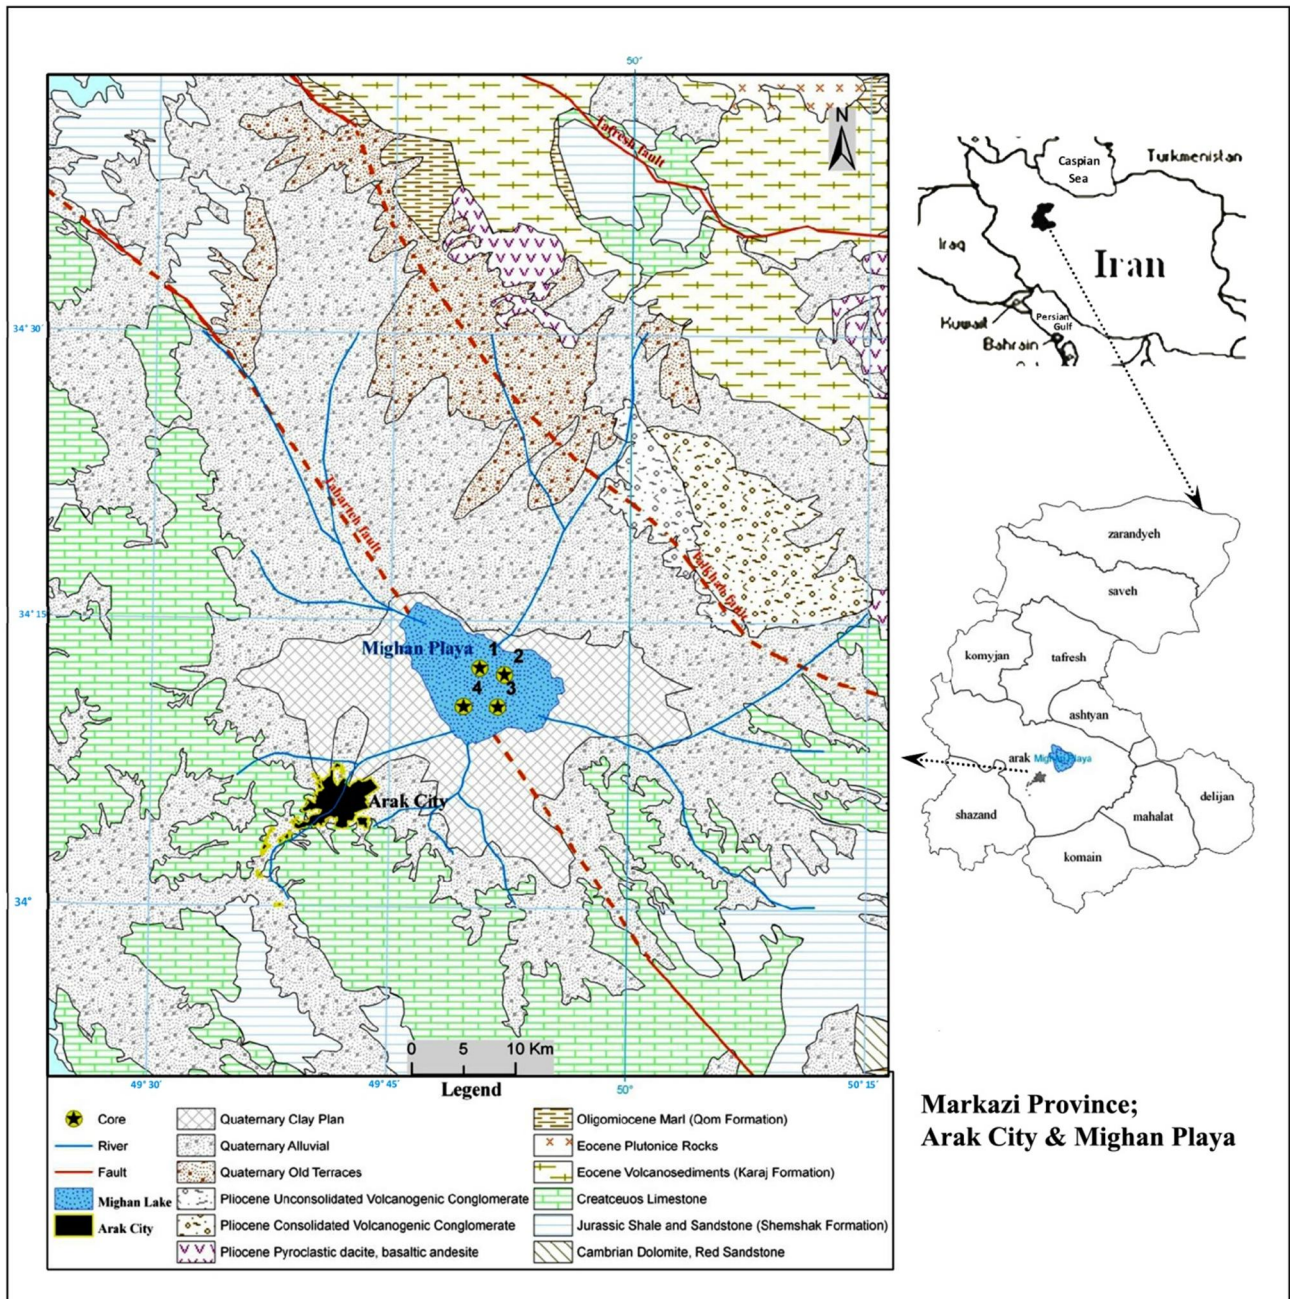 50°
N
Tafresh fault
34° 30'
Tabarteh fault
34° 15'
Mighan Playa
1
2
4
3
Arak City
34°
0 5 10 Km
49° 30'
49° 45'
50°
50° 15'
Legend
Core
River
Fault
Mighan Lake
Arak City
Quaternary Clay Plan
Quaternary Alluvial
Quaternary Old Terraces
Pliocene Unconsolidated Volcanogenic Conglomerate
Pliocene Consolidated Volcanogenic Conglomerate
Pliocene Pyroclastic dacite, basaltic andesite
Oligomiocene Marl (Qom Formation)
Eocene Plutonice Rocks
Eocene Volcanosediments (Karaj Formation)
Creatceuos Limestone
Jurassic Shale and Sandstone (Shemshak Formation)
Cambrian Dolomite, Red Sandstone
Caspian
Sea
Turkmenistan
Iraq
Iran
Kuwait
Persian
Gulf
Bahrain
zarandyeh
saveh
komyjan
tafresh
ashtyan
arak
Mighan Playa
delijan
shazand
mahalat
komain
Markazi Province;
Arak City & Mighan Playa